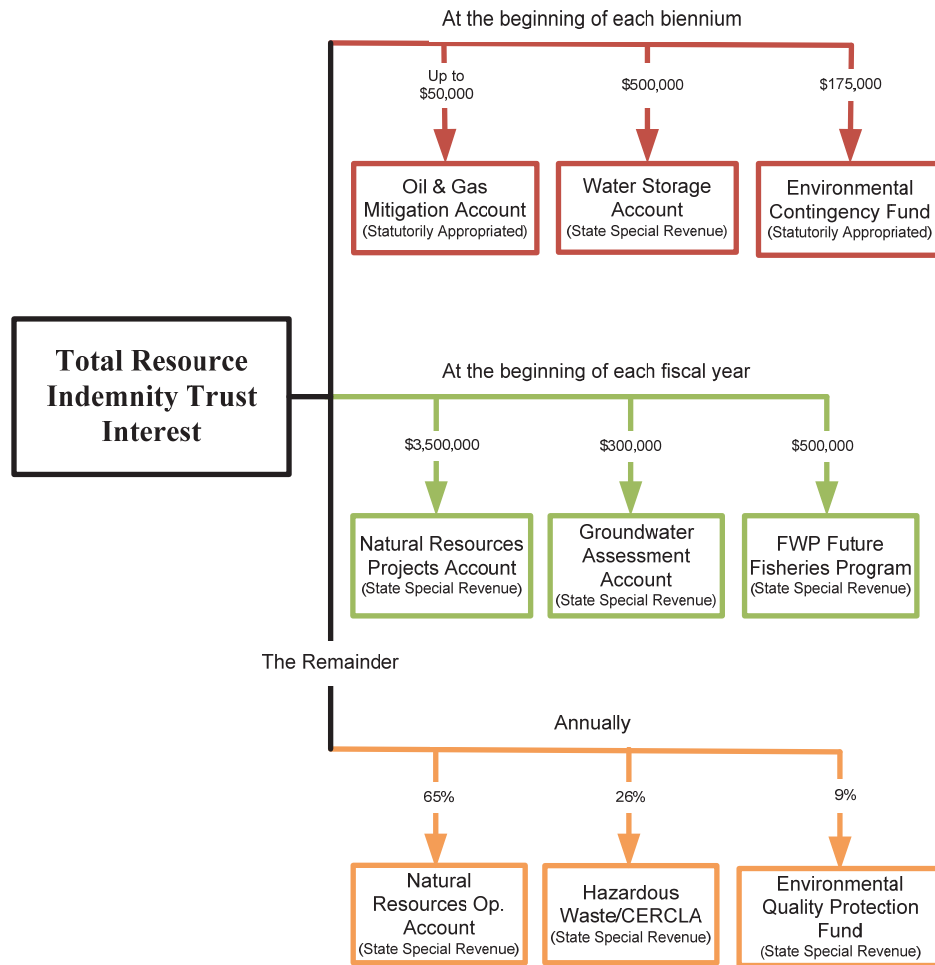 At the beginning of each biennium
Up to
$50,000
$500,000
$175,000
Oil & Gas
Mitigation Account
(Statutorily Appropriated)
Water Storage
Account
(State Special Revenue)
Environmental
Contingency Fund
(Statutorily Appropriated)
Total Resource
Indemnity Trust
Interest
At the beginning of each fiscal year
$3,500,000
$300,000
$500,000
Natural Resources
Projects Account
(State Special Revenue)
Groundwater
Assessment
Account
(State Special Revenue)
FWP Future
Fisheries Program
(State Special Revenue)
The Remainder
Annually
65%
26%
9%
Natural
Resources Op.
Account
(State Special Revenue)
Hazardous
Waste/CERCLA
(State Special Revenue)
Environmental
Quality Protection
Fund
(State Special Revenue)